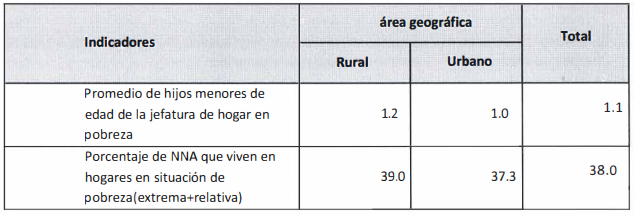 Indicadores
área geográfica
Total
Rural
Urbano
Promedio de hijos menores de
edad de la jefatura de hogar en
pobreza
1.2
1.0
1.1
Porcentaje de NNA que viven en
hogares en situación de
pobreza(extrema+relativa)
39.0
37.3
38.0